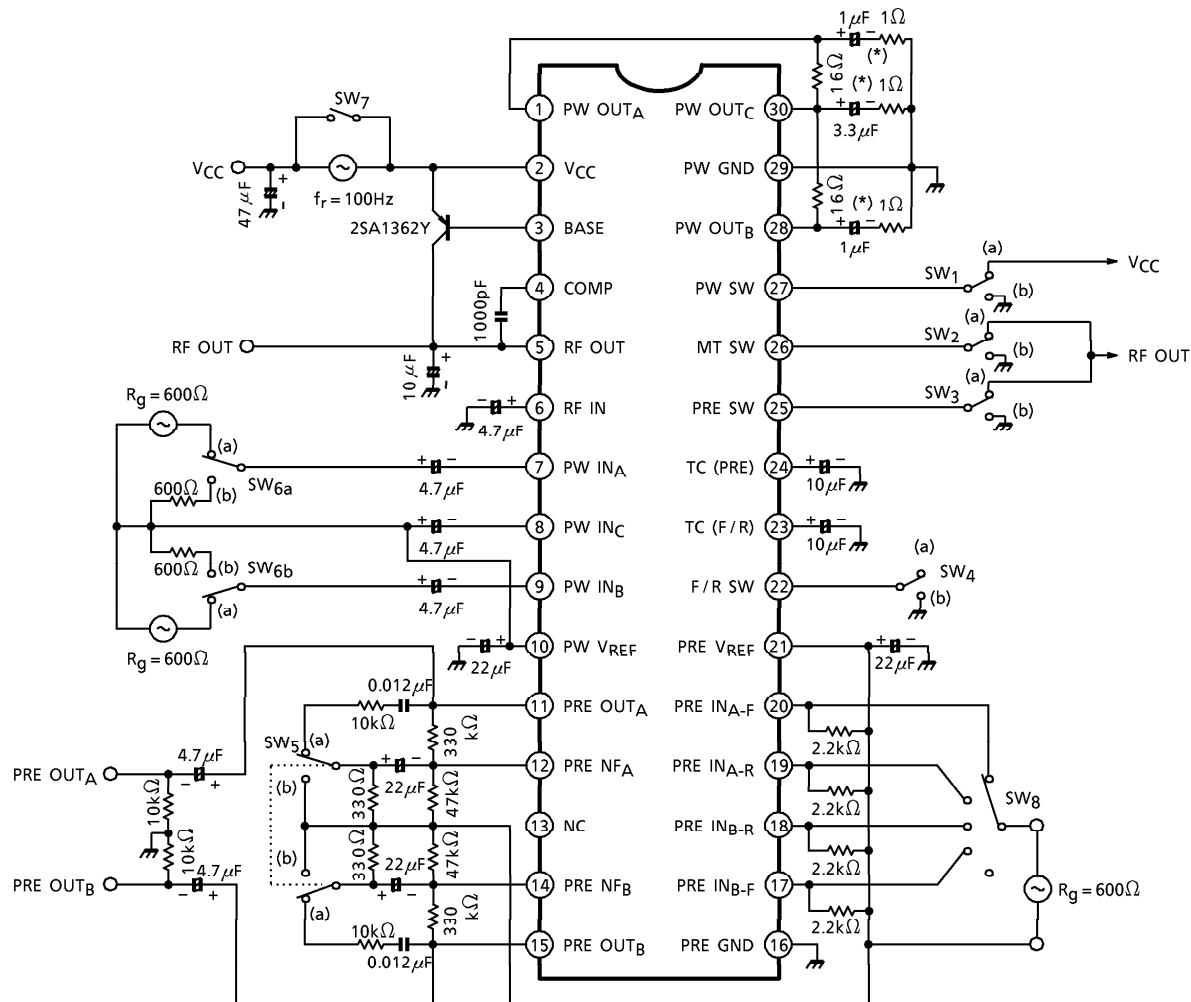 1μF 1Ω
+ −
(*)
16Ω
(*) 1Ω
+ −
3.3μF
16Ω
(*) 1Ω
+ −
1μF
SW7
VCC
47μF
+
-
fr = 100Hz
2SA1362Y
1000pF
RF OUT
10μF
+
-
Rg = 600Ω
− +
4.7μF
(a)
600Ω
(b)
SW6a
+ −
4.7μF
+ −
4.7μF
600Ω
(b)
SW6b
(a)
+ −
4.7μF
Rg = 600Ω
− +
22μF
0.012μF
10kΩ
330 kΩ
SW5
(a)
+ −
22μF
330Ω
47kΩ
(b)
(b)
330Ω
22μF
47kΩ
+ −
(a)
330 kΩ
10kΩ
0.012μF
4.7μF
PRE OUTA
− +
10kΩ
10kΩ
4.7μF
PRE OUTB
− +
1 PW OUTA
2 VCC
3 BASE
4 COMP
5 RF OUT
6 RF IN
7 PW INA
8 PW INC
9 PW INB
10 PW VREF
11 PRE OUTA
12 PRE NFA
13 NC
14 PRE NFB
15 PRE OUTB
PW OUTC 30
PW GND 29
PW OUTB 28
PW SW 27
MT SW 26
PRE SW 25
TC (PRE) 24
TC (F/R) 23
F/R SW 22
PRE VREF 21
PRE INA-F 20
PRE INA-R 19
PRE INB-R 18
PRE INB-F 17
PRE GND 16
SW1
(a)
(b)
VCC
SW2
(a)
(b)
RF OUT
SW3
(a)
(b)
+ −
10μF
+ −
10μF
(a)
SW4
(b)
+ −
22μF
2.2kΩ
2.2kΩ
2.2kΩ
2.2kΩ
SW8
Rg = 600Ω